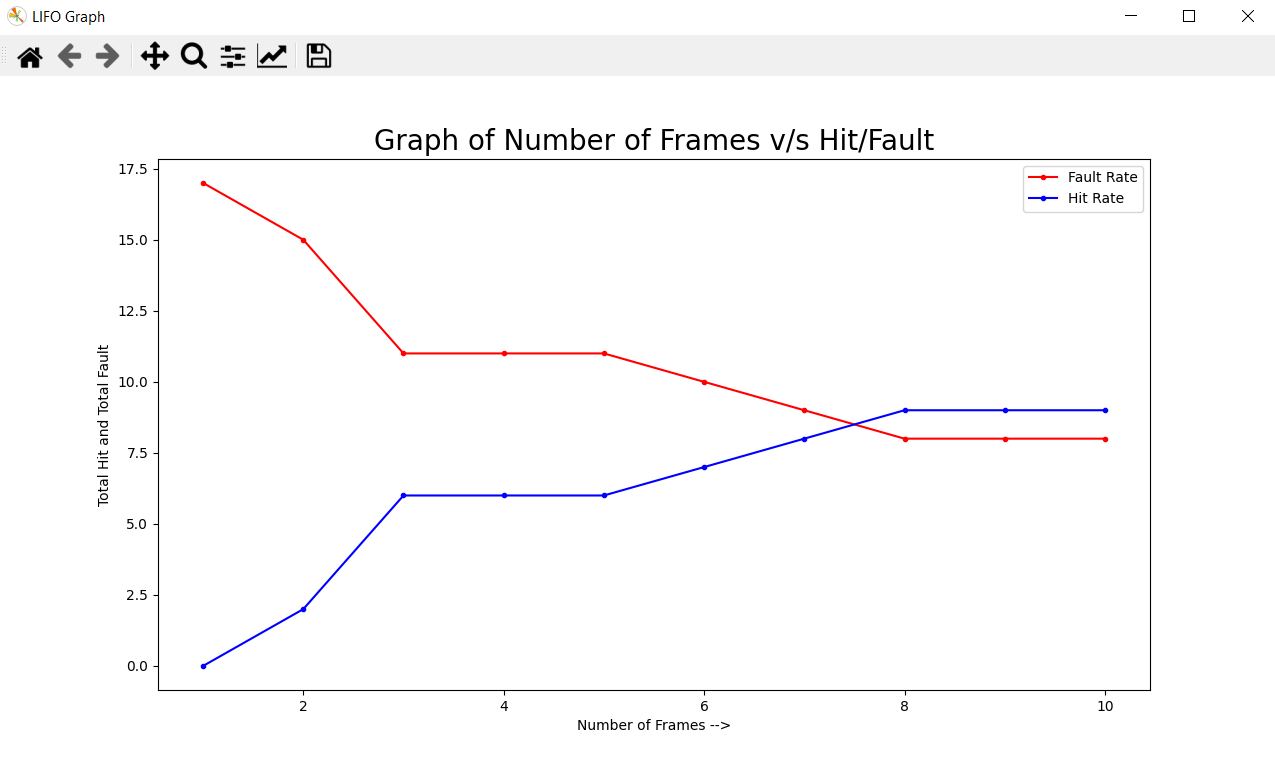 LIFO Graph
Graph of Number of Frames v/s Hit/Fault
Fault Rate
Hit Rate
17.5
15.0
12.5
10.0
7.5
5.0
2.5
0.0
Total Hit and Total Fault
2 4 6 8 10
Number of Frames -->